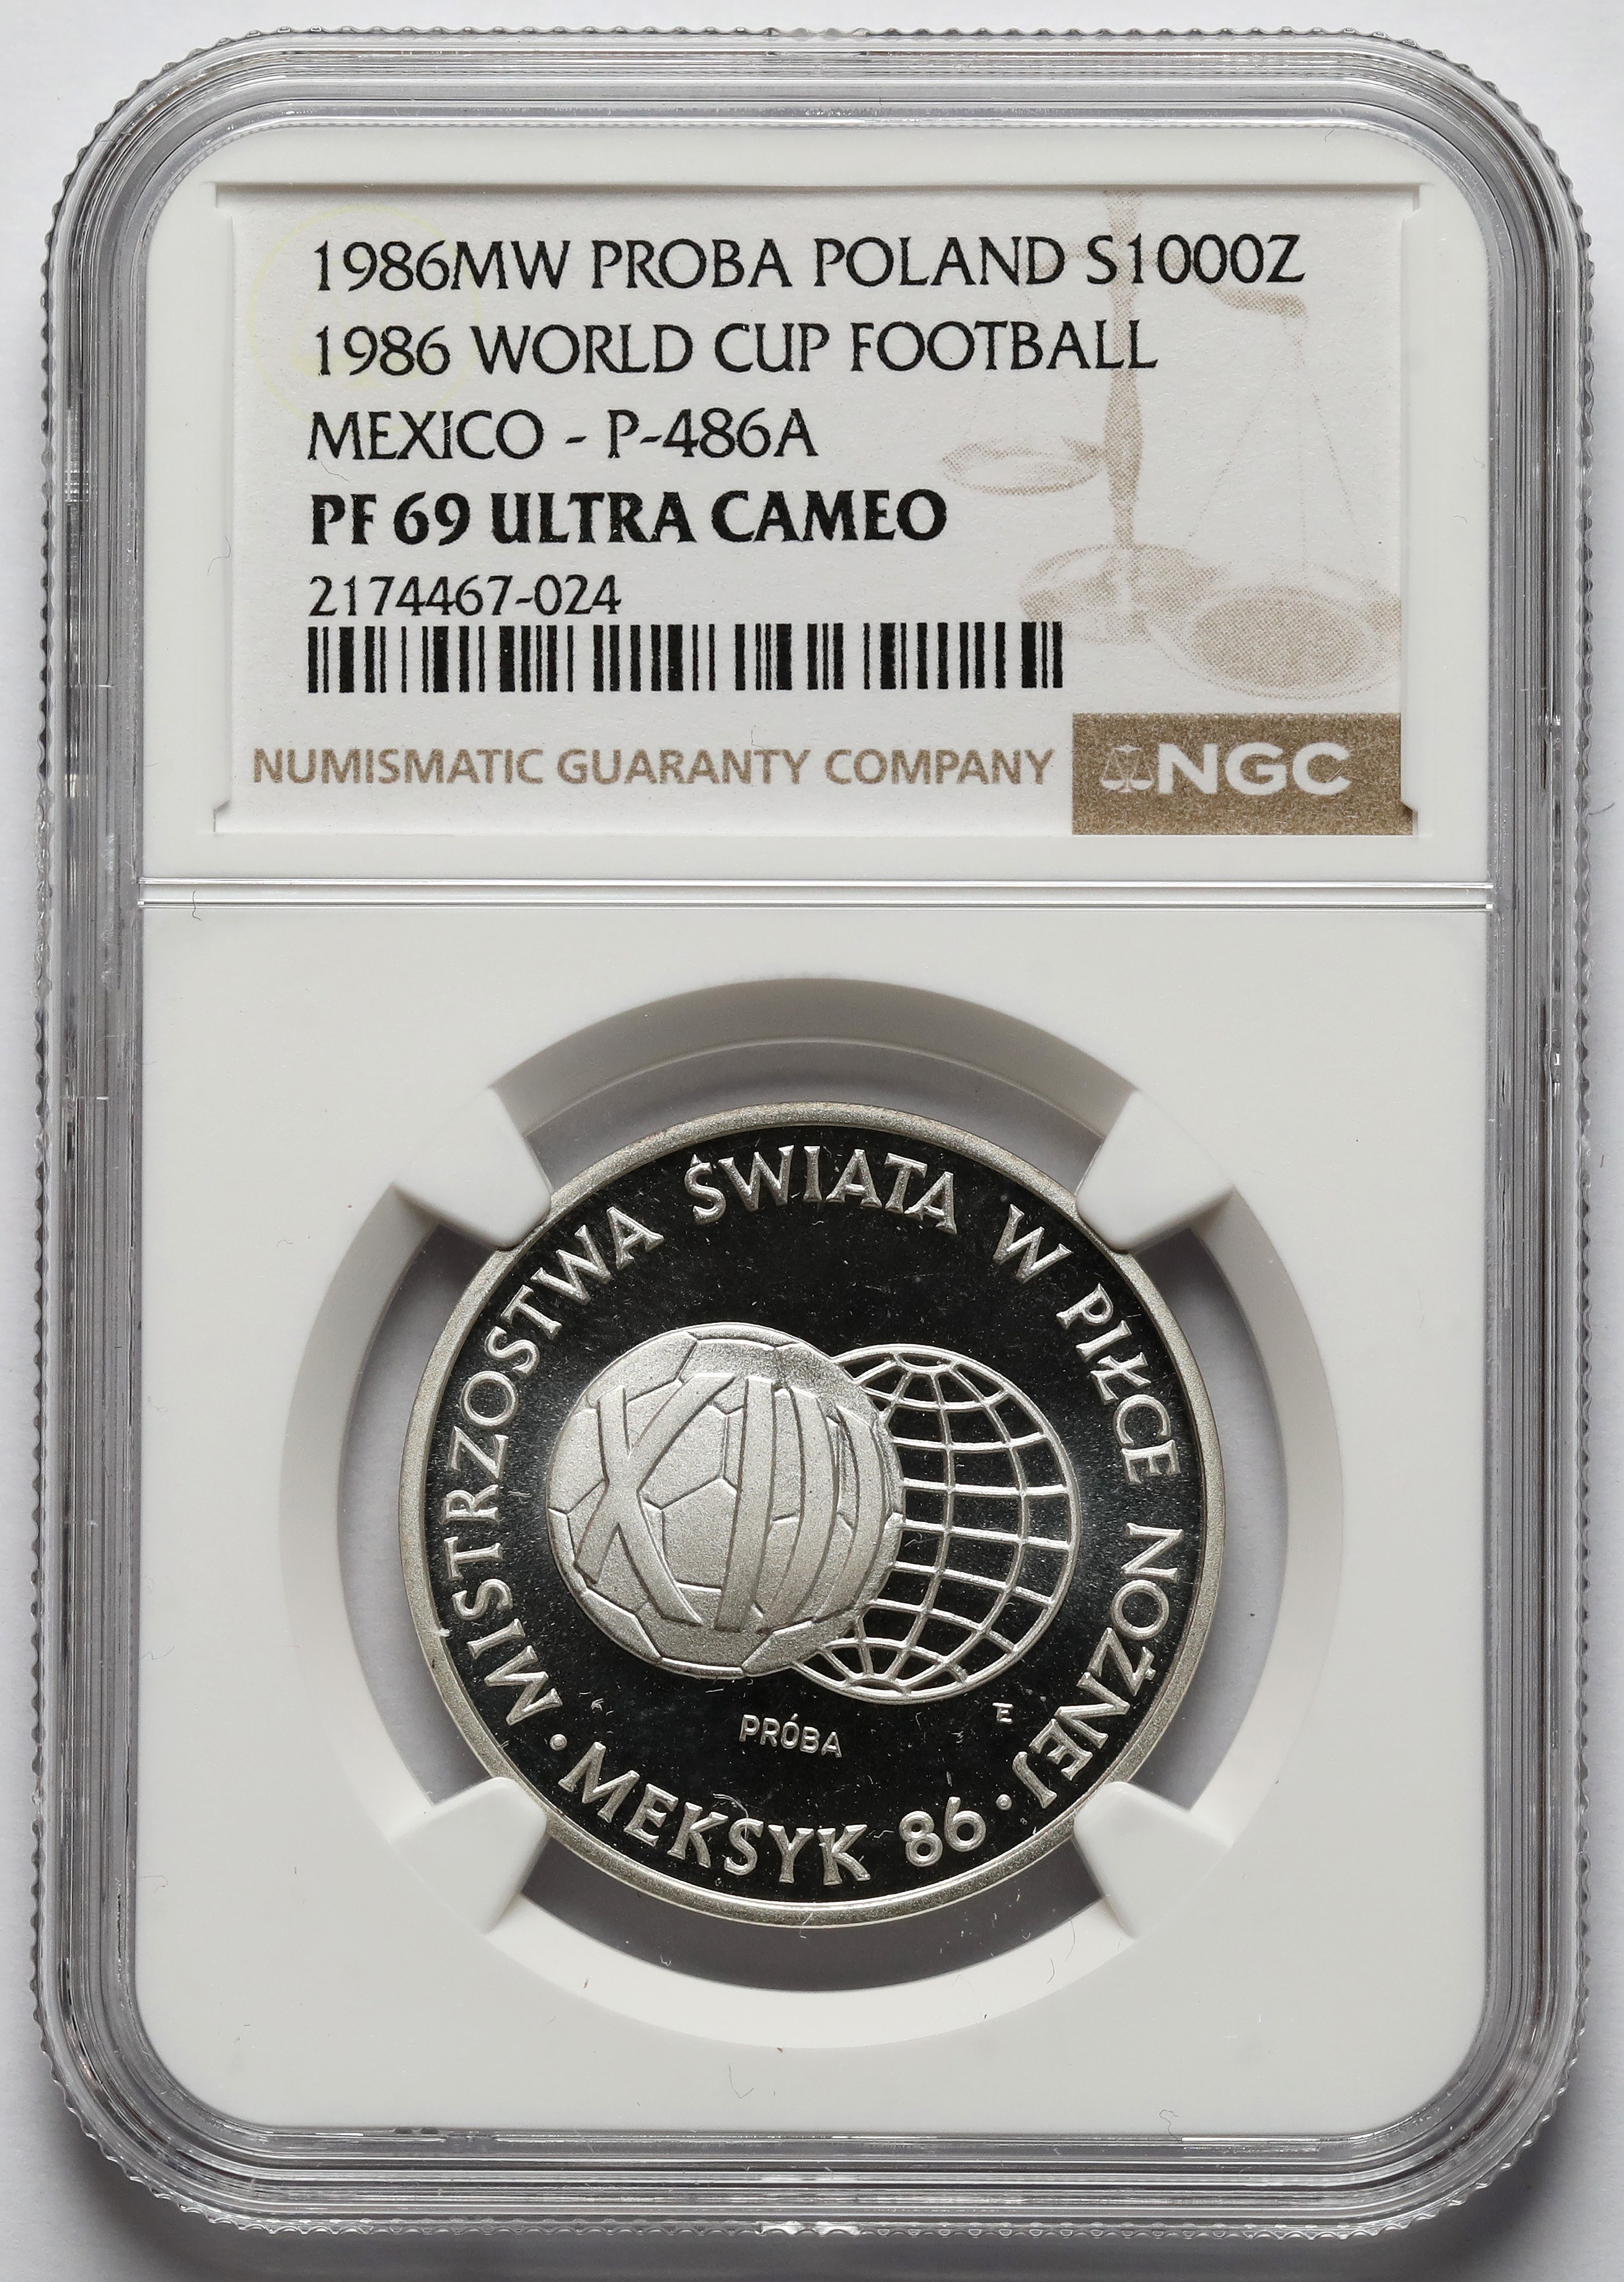 1986MW PROBA POLAND S1000Z
1986 WORLD CUP FOOTBALL
MEXICO - P-486A
PF 69 ULTRA CAMEO
2174467-024
NUMISMATIC GUARANTY COMPANY NGC
MISTRZOSTWA ŚWIATA W PIŁCE NOŻNEJ
XIII
PRÓBA
E
• MEKSYK 86 •